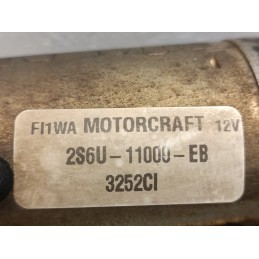 FI1WA MOTORCRAFT 12V
2S6U-11000-EB
3252CI